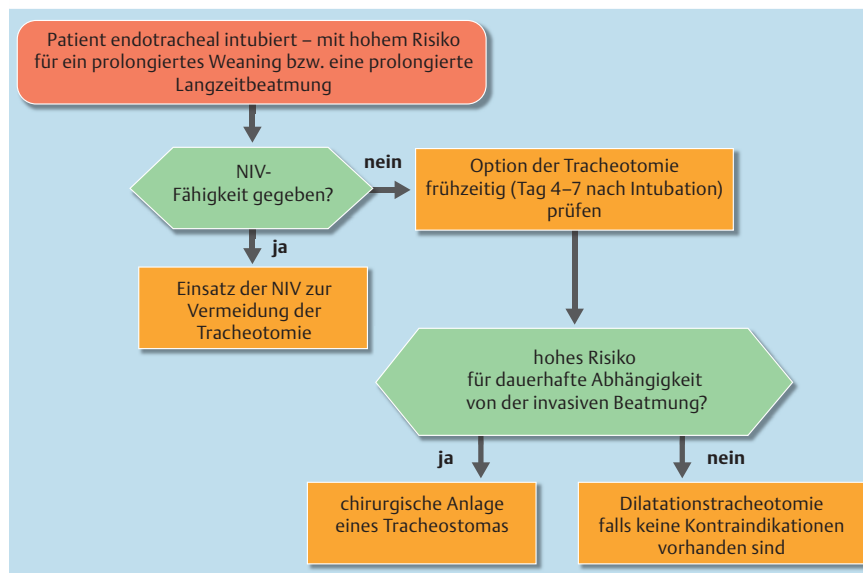 Patient endotracheal intubiert – mit hohem Risiko
für ein prolongiertes Weaning bzw. eine prolongierte
Langzeitbeatmung
NIV-
Fähigkeit gegeben?
nein
Option der Tracheotomie
frühzeitig (Tag 4–7 nach Intubation)
prüfen
ja
Einsatz der NIV zur
Vermeidung der
Tracheotomie
hohes Risiko
für dauerhafte Abhängigkeit
von der invasiven Beatmung?
ja
nein
chirurgische Anlage
eines Tracheostomas
Dilatationstracheotomie
falls keine Kontraindikationen
vorhanden sind